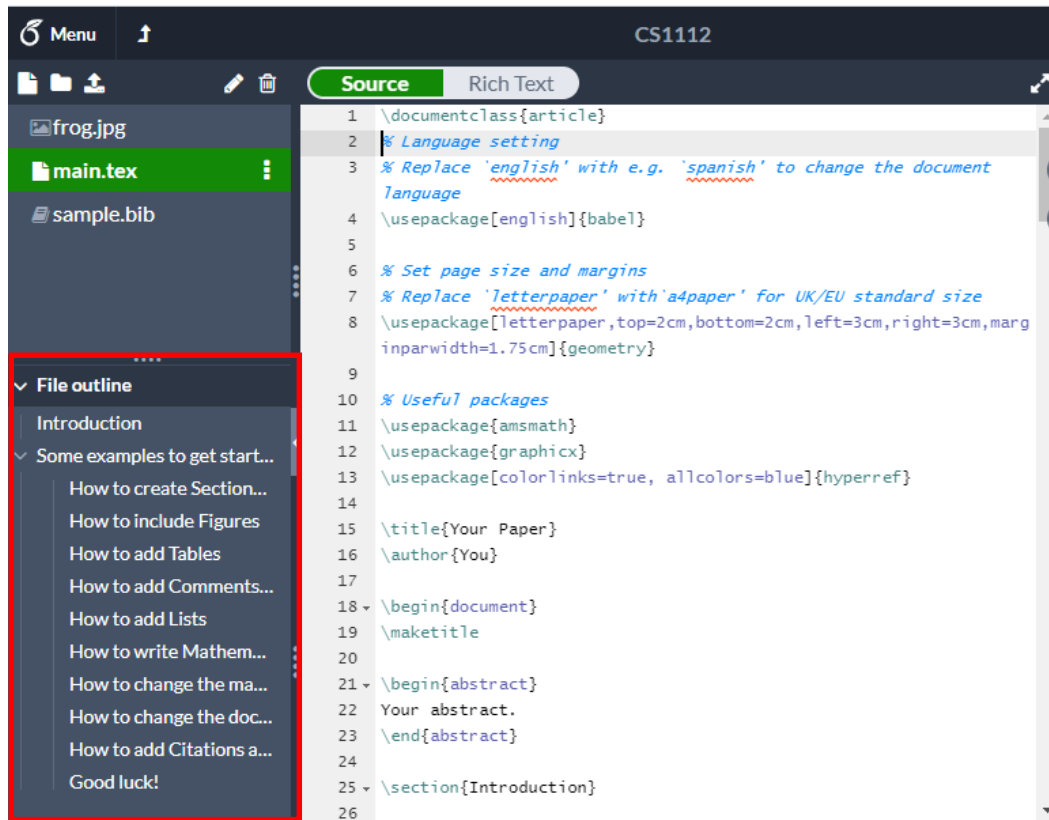 Menu
CS1112
Source
Rich Text
frog.jpg
main.tex
sample.bib
File outline
Introduction
Some examples to get start...
How to create Section...
How to include Figures
How to add Tables
How to add Comments...
How to add Lists
How to write Mathem...
How to change the ma...
How to change the doc...
How to add Citations a...
Good luck!
1 \documentclass{article}
2 % Language setting
3 % Replace `english' with e.g. `spanish' to change the document
language
4 \usepackage[english]{babel}
5
6 % Set page size and margins
7 % Replace `letterpaper' with`a4paper' for UK/EU standard size
8 \usepackage[letterpaper,top=2cm,bottom=2cm,left=3cm,right=3cm,marg
inparwidth=1.75cm]{geometry}
9
10 % Useful packages
11 \usepackage{amsmath}
12 \usepackage{graphicx}
13 \usepackage[colorlinks=true, allcolors=blue]{hyperref}
14
15 \title{Your Paper}
16 \author{You}
17
18 \begin{document}
19 \maketitle
20
21 \begin{abstract}
22 Your abstract.
23 \end{abstract}
24
25 \section{Introduction}
26